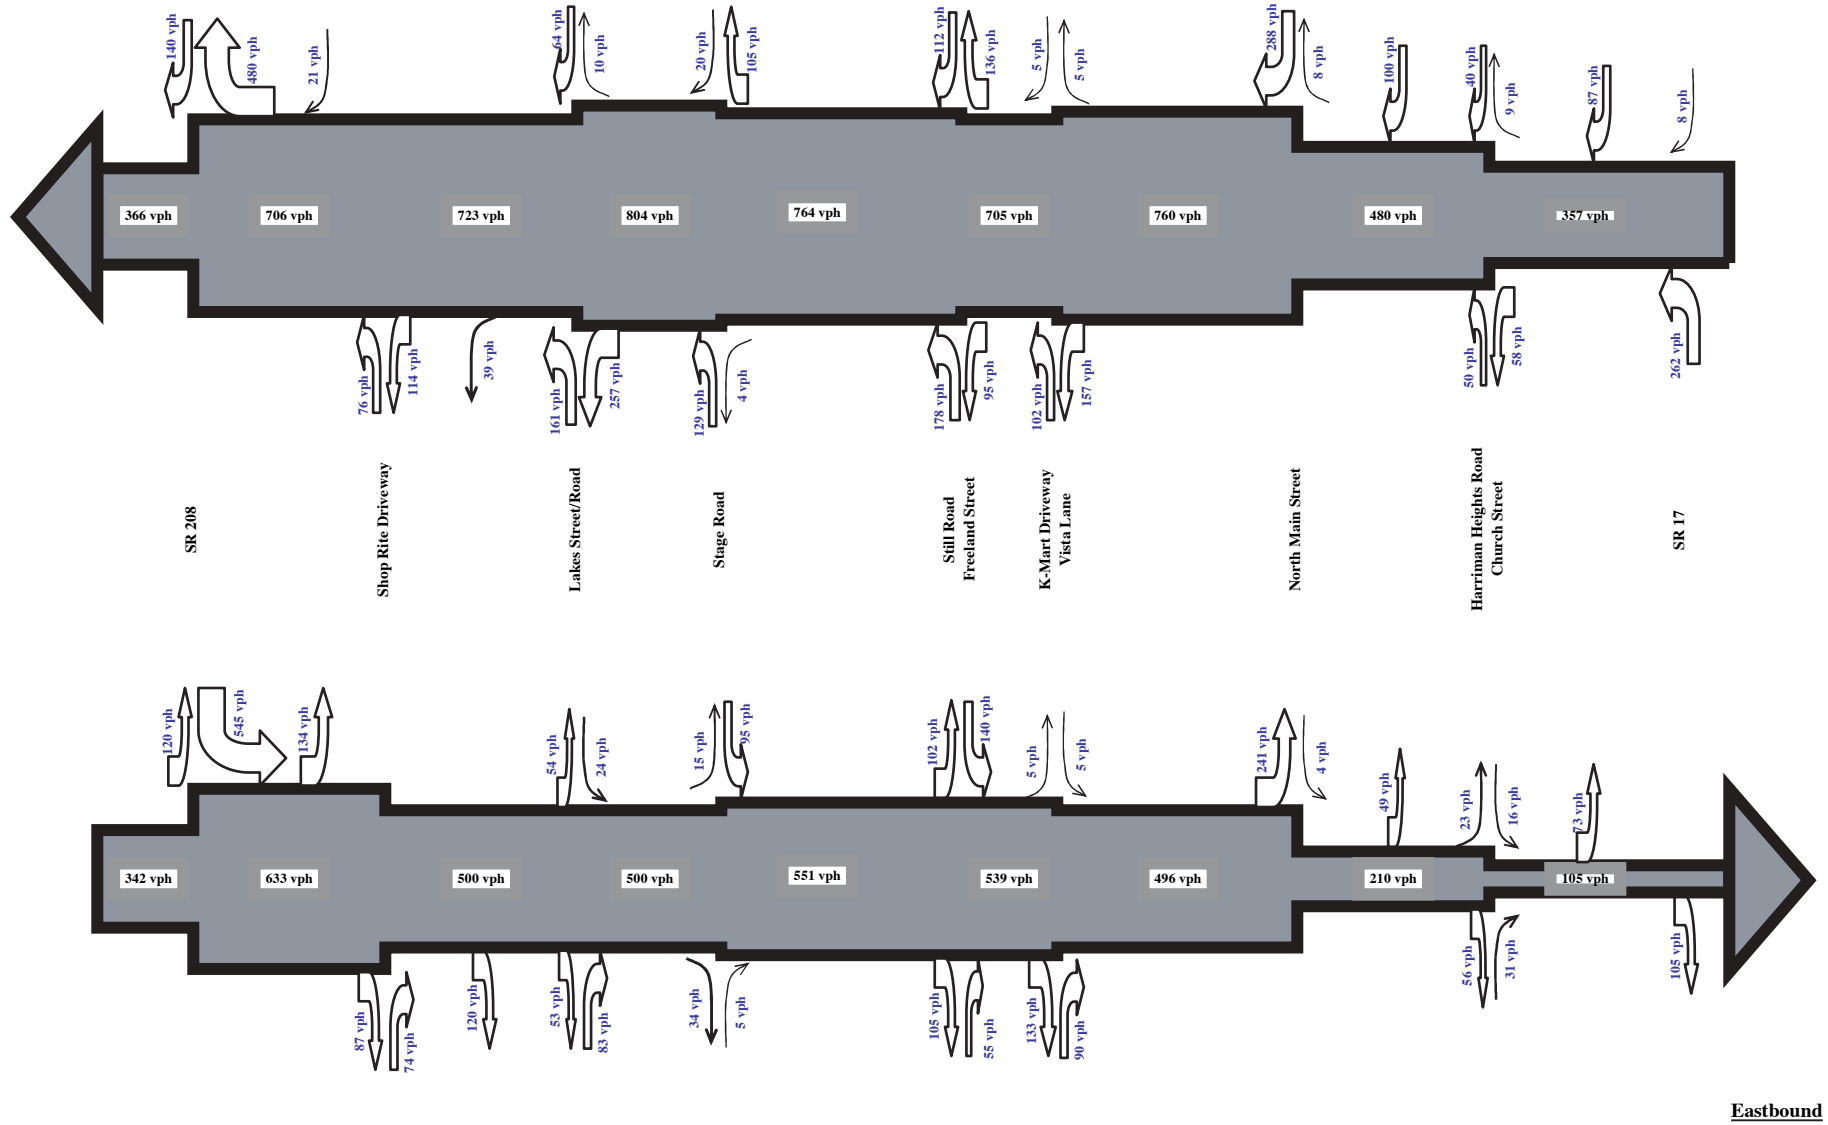 140 vph
480 vph
21 vph
64 vph
10 vph
20 vph
105 vph
112 vph
136 vph
5 vph
5 vph
288 vph
8 vph
100 vph
40 vph
9 vph
87 vph
8 vph
366 vph
706 vph
723 vph
804 vph
764 vph
705 vph
760 vph
480 vph
357 vph
76 vph
114 vph
39 vph
161 vph
257 vph
129 vph
4 vph
178 vph
95 vph
102 vph
157 vph
50 vph
58 vph
262 vph
SR 208
Shop Rite Driveway
Lakes Street/Road
Stage Road
Still Road
Freeland Street
K-Mart Driveway
Vista Lane
North Main Street
Harriman Heights Road
Church Street
SR 17
120 vph
545 vph
134 vph
54 vph
24 vph
15 vph
95 vph
102 vph
140 vph
5 vph
5 vph
241 vph
4 vph
49 vph
23 vph
16 vph
73 vph
342 vph
633 vph
500 vph
500 vph
551 vph
539 vph
496 vph
210 vph
105 vph
87 vph
74 vph
120 vph
53 vph
83 vph
34 vph
5 vph
105 vph
55 vph
133 vph
90 vph
56 vph
31 vph
105 vph
Eastbound